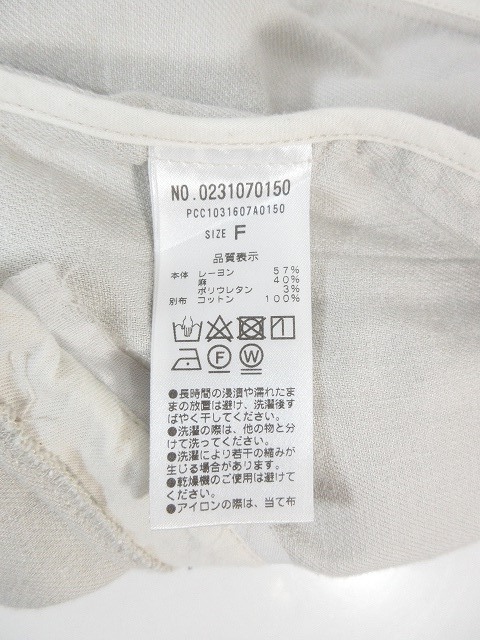 NO.0231070150
PCC1031607A0150
SIZE F
品質表示
本体 レーヨン 57%
麻 40%
ポリウレタン 3%
別布 コットン 100%
F W
●長時間の浸漬や濡れたま
まの放置は避け、洗濯後す
ばやく干してください。
●洗濯の際は、他の物と分
けて洗ってください。
●洗濯により若干の縮みが
生じる場合があります。
●乾燥機のご使用は避けて
ください。
●アイロンの際は、当て布